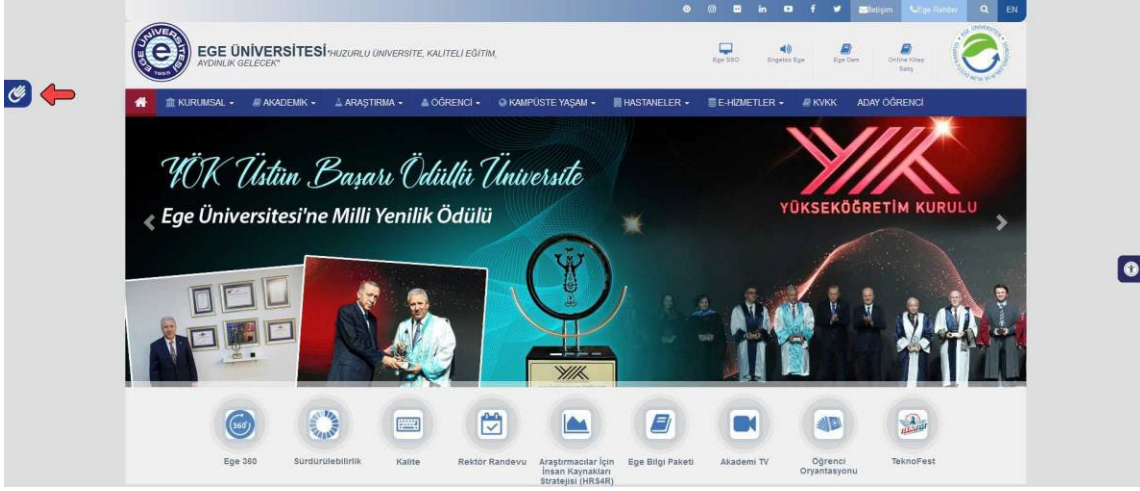 İletişim
Ege Rehber
EN
EGE ÜNİVERSİTESİ "HUZURLU ÜNİVERSİTE, KALİTELİ EĞİTİM,
AYDINLIK GELECEK"
Ege SSO
Engelsiz Ege
Ege Ders
Online Kitap
Satış
KURUMSAL
AKADEMİK
ARAŞTIRMA
ÖĞRENCİ
KAMPÜSTE YAŞAM
HASTANELER
E-HİZMETLER
KVKK
ADAY ÖĞRENCİ
YÖK Üstün Başarı Ödüllü Üniversite
Ege Üniversitesi'ne Milli Yenilik Ödülü
YÜKSEKÖĞRETİM KURULU
360
Ege 360
Sürdürülebilirlik
Kalite
Rektör Randevu
Araştırmacılar İçin
İnsan Kaynakları
Stratejisi (HRS4R)
Ege Bilgi Paketi
Akademi TV
Öğrenci
Oryantasyonu
TeknoFest